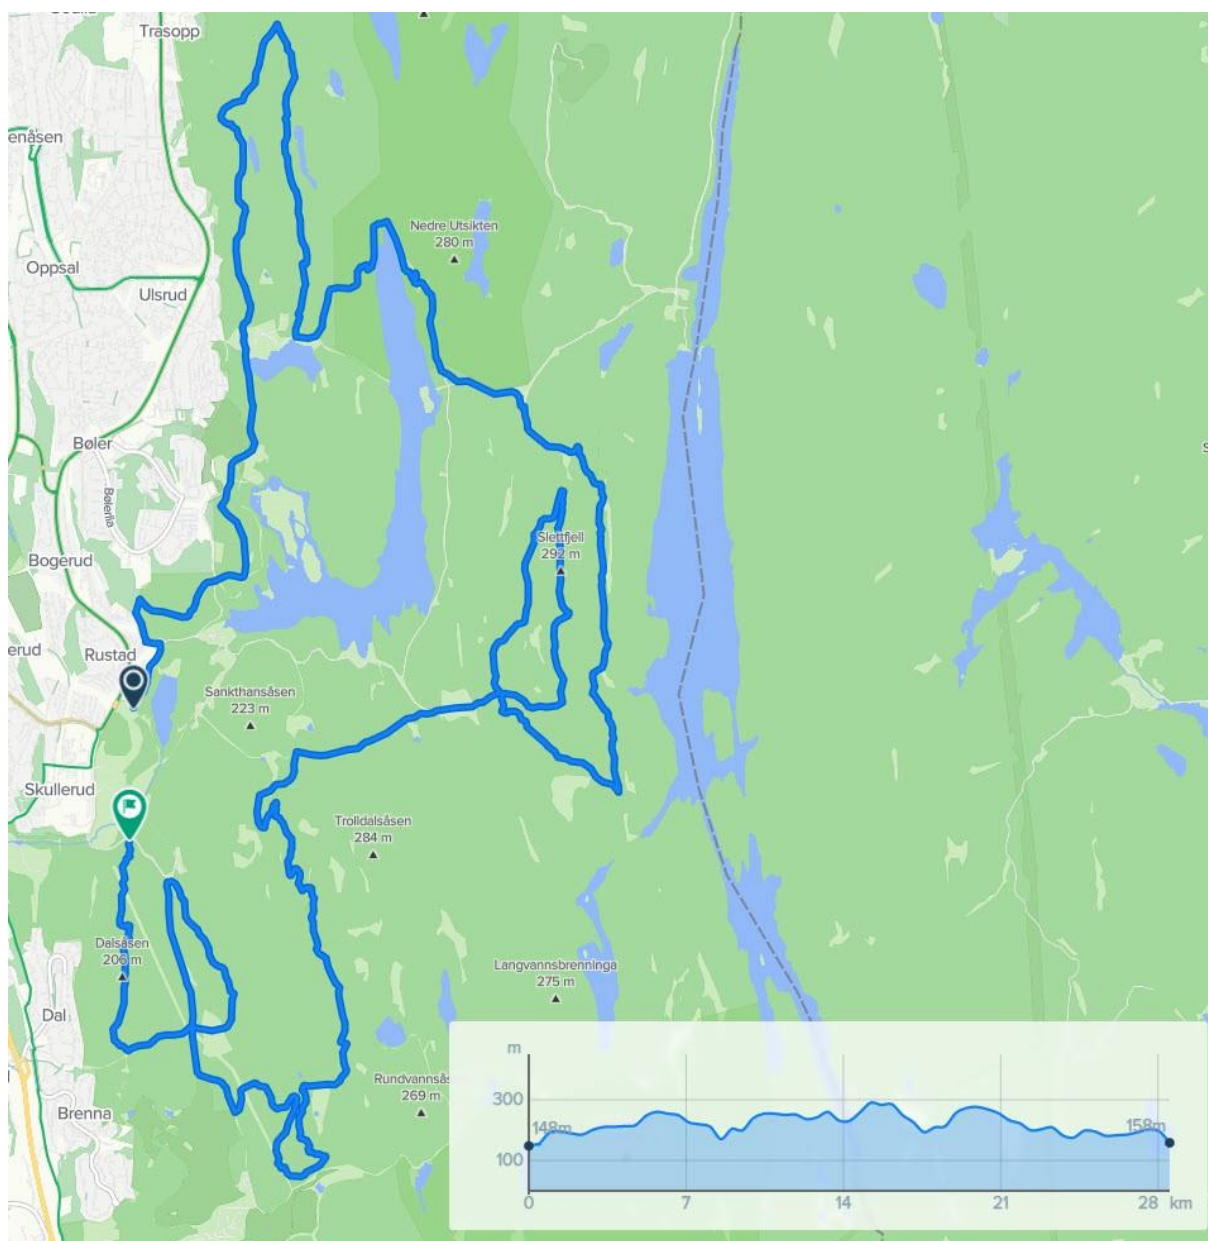 Trasopp
enåsen
Nedre Utsikten
280 m
Oppsal
Ulsrud
Bøler
Bølerlia
Slettfjell
292 m
Bogerud
erud
Rustad
Sankthansåsen
223 m
Skullerud
Trolldalsåsen
284 m
Dalsåsen
206 m
Langvannsbrenninga
275 m
Dal
Rundvannsås
269 m
Brenna
m
300
100
148m
158m
0
7
14
21
28
km